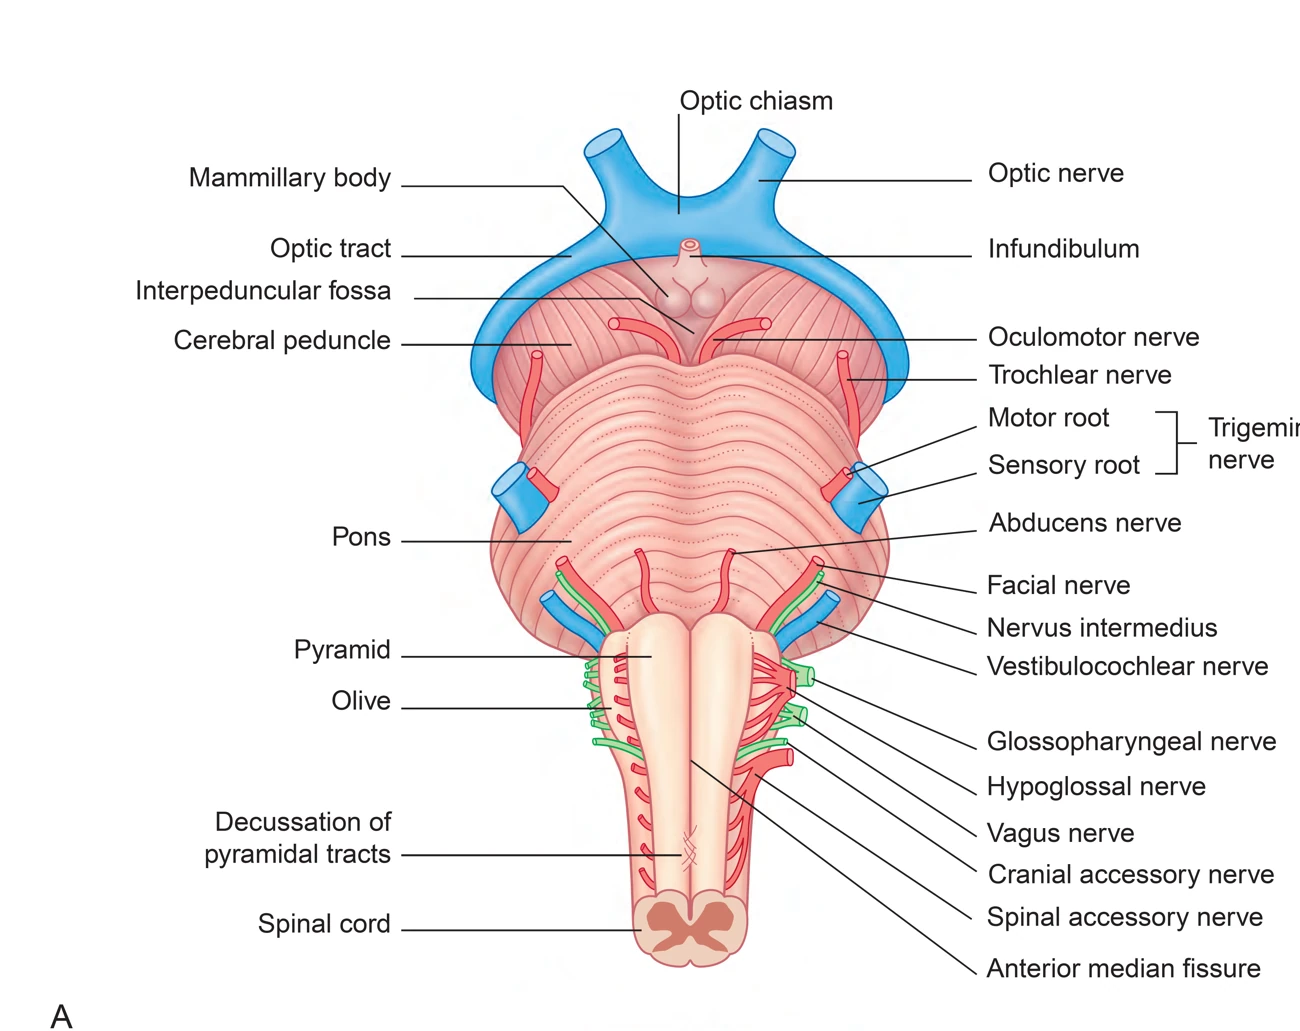 Optic chiasm
Mammillary body
Optic tract
Interpeduncular fossa
Cerebral peduncle
Pons
Pyramid
Olive
Decussation of
pyramidal tracts
Spinal cord
Optic nerve
Infundibulum
Oculomotor nerve
Trochlear nerve
Motor root
Sensory root
nerve
Abducens nerve
Facial nerve
Nervus intermedius
Vestibulocochlear nerve
Glossopharyngeal nerve
Hypoglossal nerve
Vagus nerve
Cranial accessory nerve
Spinal accessory nerve
Anterior median fissure
A